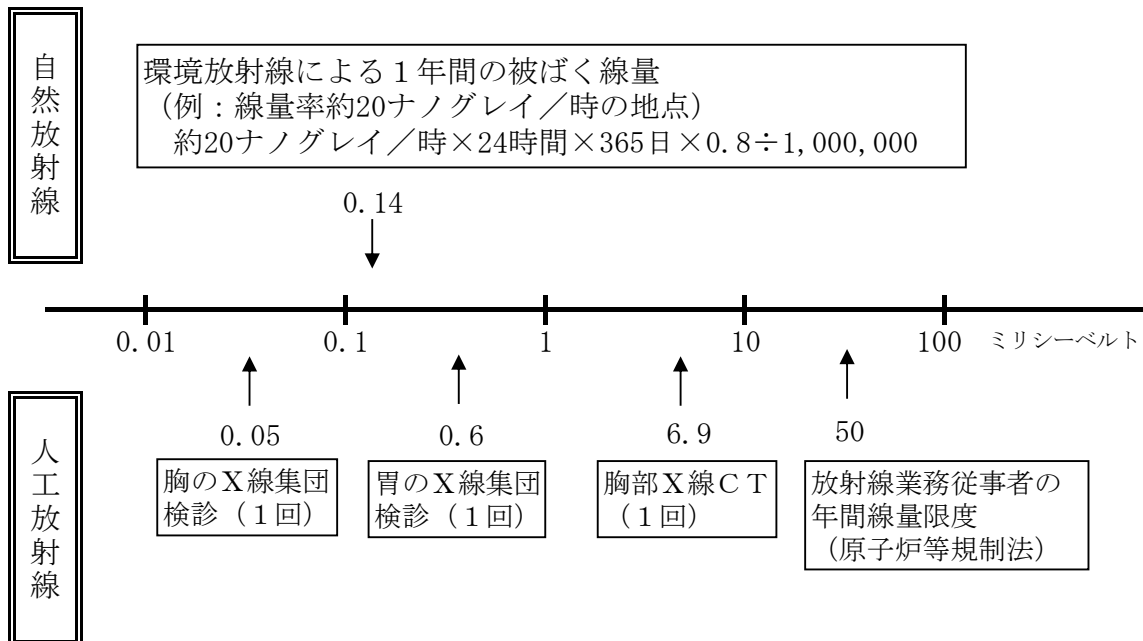 自然放射線
環境放射線による１年間の被ばく線量
（例：線量率約20ナノグレイ／時の地点）
約20ナノグレイ／時×24時間×365日×0.8÷1,000,000
0.14
0.01 0.1 1 10 100 ミリシーベルト
人工放射線
0.05 0.6 6.9 50
胸のＸ線集団
検診（１回）
胃のＸ線集団
検診（１回）
胸部Ｘ線ＣＴ
（１回）
放射線業務従事者の
年間線量限度
（原子炉等規制法）